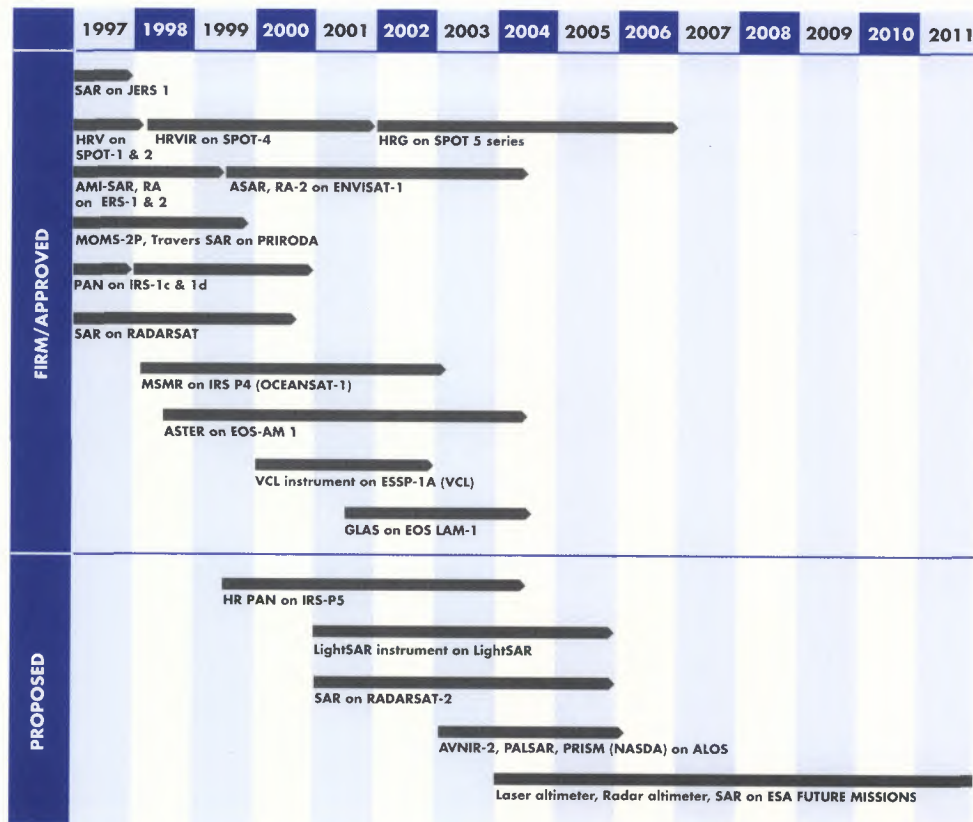 1997 1998 1999 2000 2001 2002 2003 2004 2005 2006 2007 2008 2009 2010 2011
FIRM/APPROVED
SAR on JERS 1
HRV on
SPOT-1 & 2
HRVIR on SPOT-4
HRG on SPOT 5 series
AMI-SAR, RA
on ERS-1 & 2
ASAR, RA-2 on ENVISAT-1
MOMS-2P, Travers SAR on PRIRODA
PAN on IRS-1c & 1d
SAR on RADARSAT
MSMR on IRS P4 (OCEANSAT-1)
ASTER on EOS-AM 1
VCL instrument on ESSP-1A (VCL)
GLAS on EOS LAM-1
PROPOSED
HR PAN on IRS-P5
LightSAR instrument on LightSAR
SAR on RADARSAT-2
AVNIR-2, PALSAR, PRISM (NASDA) on ALOS
Laser altimeter, Radar altimeter, SAR on ESA FUTURE MISSIONS